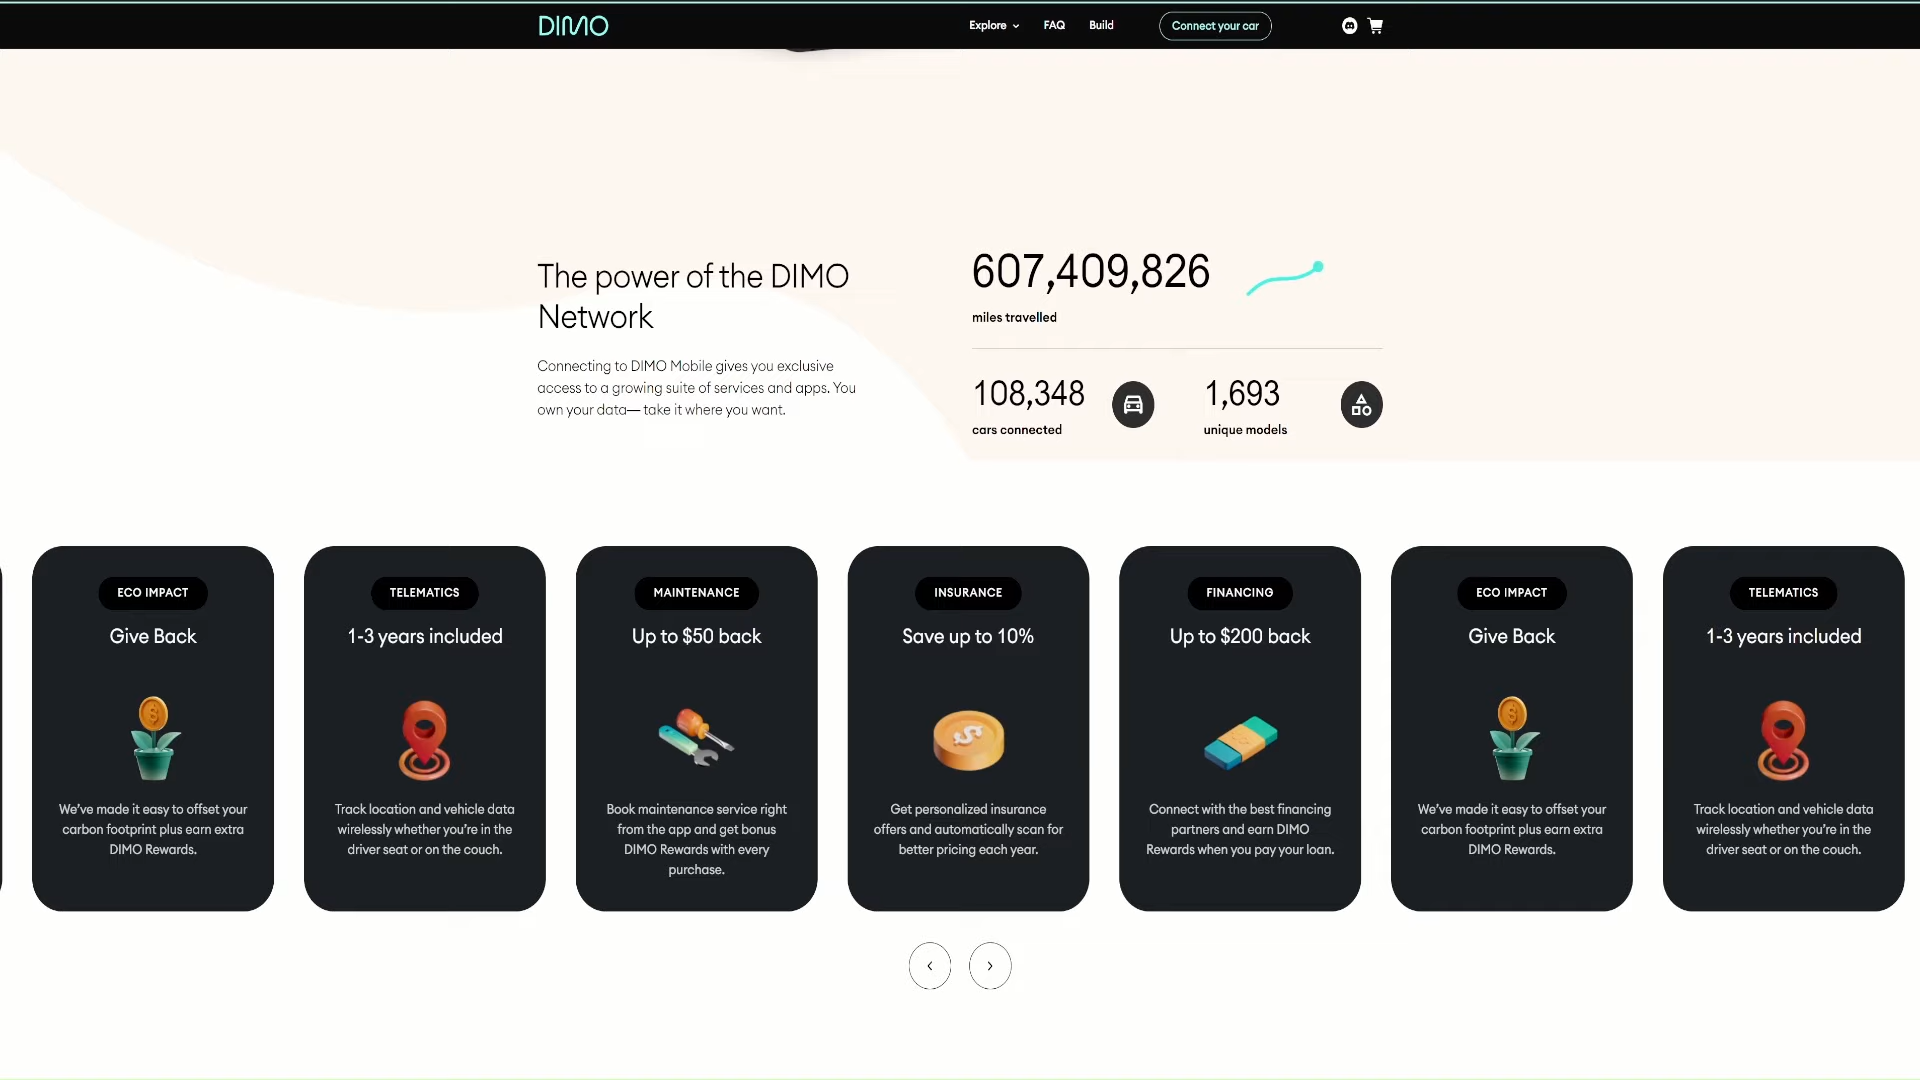 DIMO
Explore
FAQ
Build
Connect your car
The power of the DIMO
Network
Connecting to DIMO Mobile gives you exclusive
access to a growing suite of services and apps. You
own your data— take it where you want.
607,409,826
miles travelled
108,348
cars connected
1,693
unique models
ECO IMPACT
Give Back
We've made it easy to offset your
carbon footprint plus earn extra
DIMO Rewards.
TELEMATICS
1-3 years included
Track location and vehicle data
wirelessly whether you're in the
driver seat or on the couch.
MAINTENANCE
Up to $50 back
Book maintenance service right
from the app and get bonus
DIMO Rewards with every
purchase.
INSURANCE
Save up to 10%
Get personalized insurance
offers and automatically scan for
better pricing each year.
FINANCING
Up to $200 back
Connect with the best financing
partners and earn DIMO
Rewards when you pay your loan.
ECO IMPACT
Give Back
We've made it easy to offset your
carbon footprint plus earn extra
DIMO Rewards.
TELEMATICS
1-3 years included
Track location and vehicle data
wirelessly whether you're in the
driver seat or on the couch.